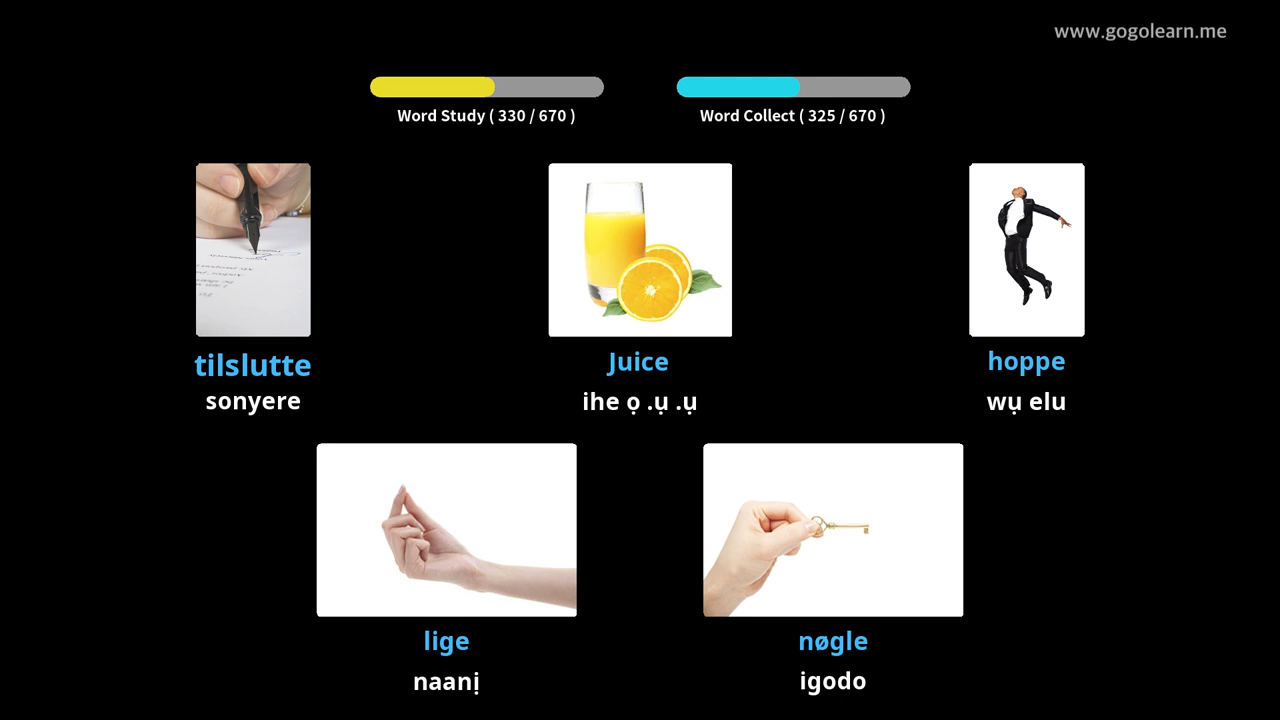 www.gogolearn.me
Word Study ( 330 / 670 )
Word Collect ( 325 / 670 )
tilslutte
sonyere
Juice
ihe ọ .ụ .ụ
hoppe
wụ elu
lige
naanị
nøgle
igodo